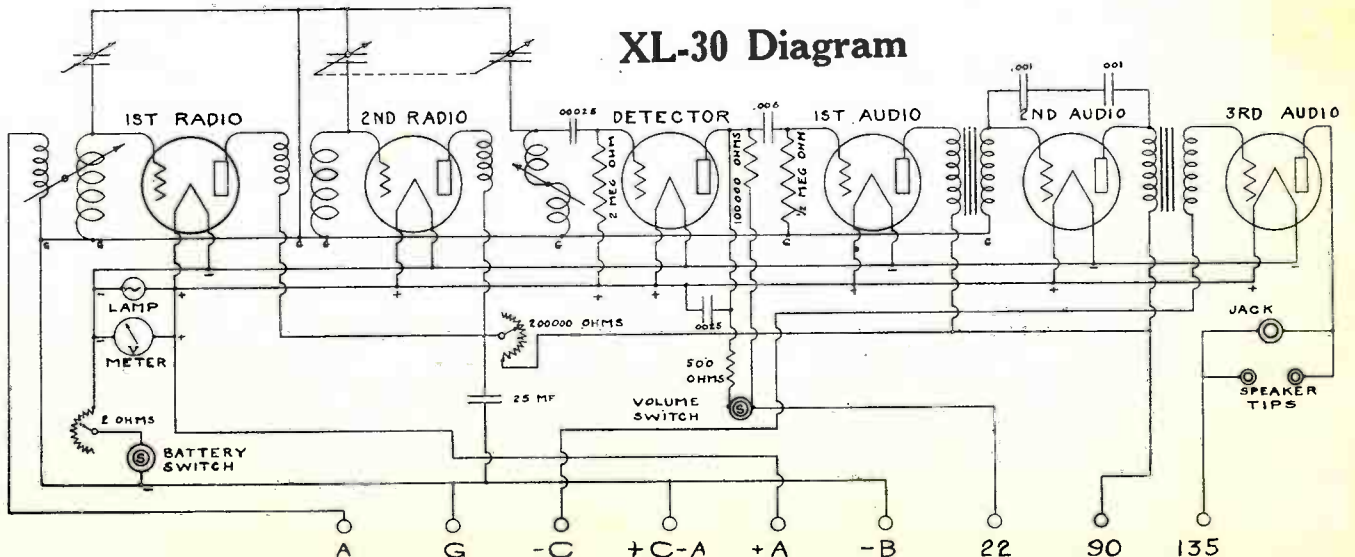 XL-30 Diagram
1ST RADIO
2ND RADIO
.00025
DETECTOR
.006
1ST AUDIO
.001
.001
2ND AUDIO
3RD AUDIO
2 MEG OHM
100000 OHMS
1/2 MEG OHM
G G G G G G G
- - - - -
- + + + + + + +
LAMP
- METER +
V
200000 OHMS
.0025
JACK
500
OHMS
25 MF
VOLUME
SWITCH
S
SPEAKER
TIPS
2 OHMS
S
BATTERY
SWITCH
-
A G -C +C-A +A -B 22 90 135